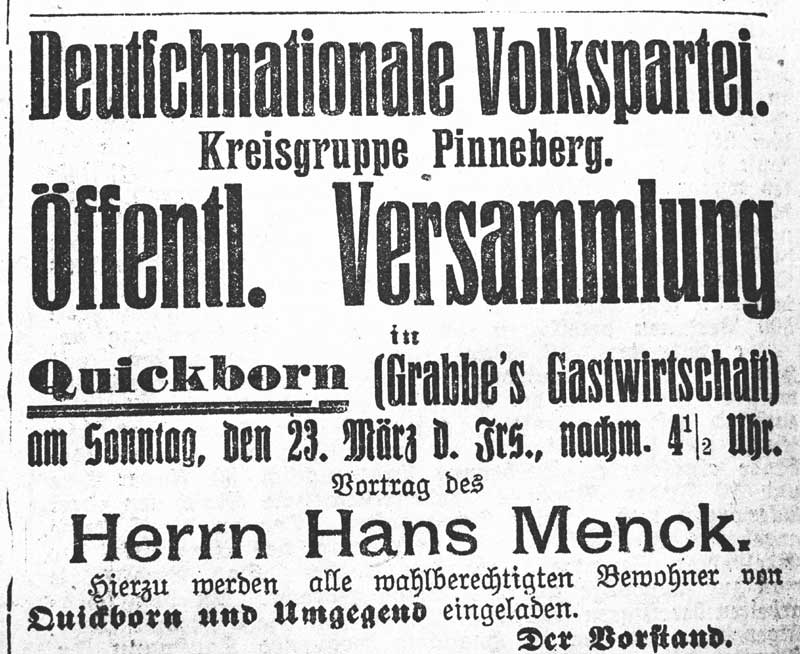 Deutſchnationale Volkspartei.
Kreisgruppe Pinneberg.
Öffentl. Versammlung
in
Quickborn (Grabbe's Gastwirtschaft)
am Sonntag, den 23. März d. Jrs., nachm. 4½ Uhr.
Vortrag des
Herrn Hans Menck.
Hierzu werden alle wahlberechtigten Bewohner von
Quickborn und Umgegend eingeladen.
Der Vorſtand.